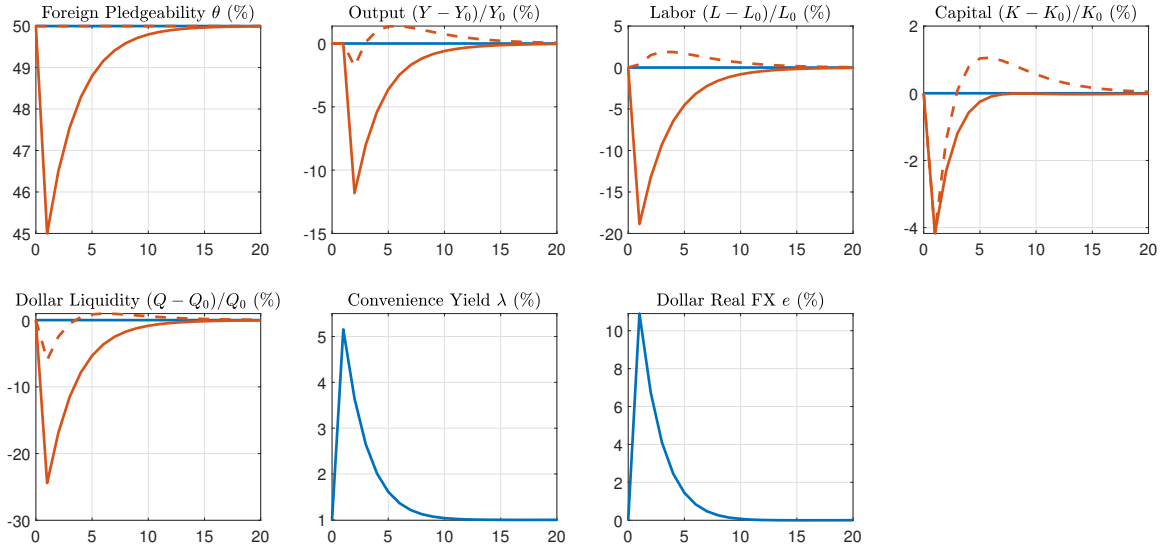 Foreign Pledgeability θ (%)
50
49
48
47
46
45
0 5 10 15 20
Output (Y − Y₀)/Y₀ (%)
0
-5
-10
-15
0 5 10 15 20
Labor (L − L₀)/L₀ (%)
5
0
-5
-10
-15
-20
0 5 10 15 20
Capital (K − K₀)/K₀ (%)
2
0
-2
-4
0 5 10 15 20
Dollar Liquidity (Q − Q₀)/Q₀ (%)
0
-10
-20
-30
0 5 10 15 20
Convenience Yield λ (%)
5
4
3
2
1
0 5 10 15 20
Dollar Real FX e (%)
10
8
6
4
2
0
0 5 10 15 20